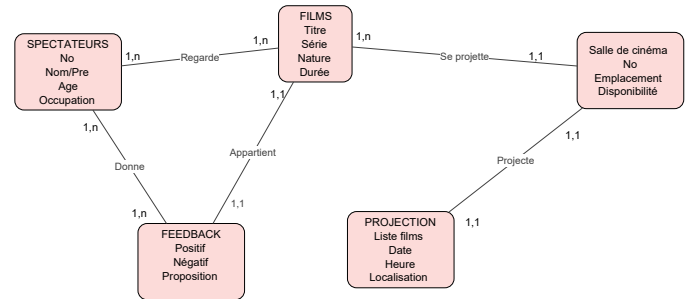 FILMS
Titre
Série
Nature
Durée
SPECTATEURS
No
Nom/Pre
Age
Occupation
1,n
Regarde
1,n
1,n
Se projette
1,1
Salle de cinéma
No
Emplacement
Disponibilité
1,n
Donne
1,n
1,1
Appartient
1,1
1,1
Projecte
1,1
FEEDBACK
Positif
Négatif
Proposition
PROJECTION
Liste films
Date
Heure
Localisation